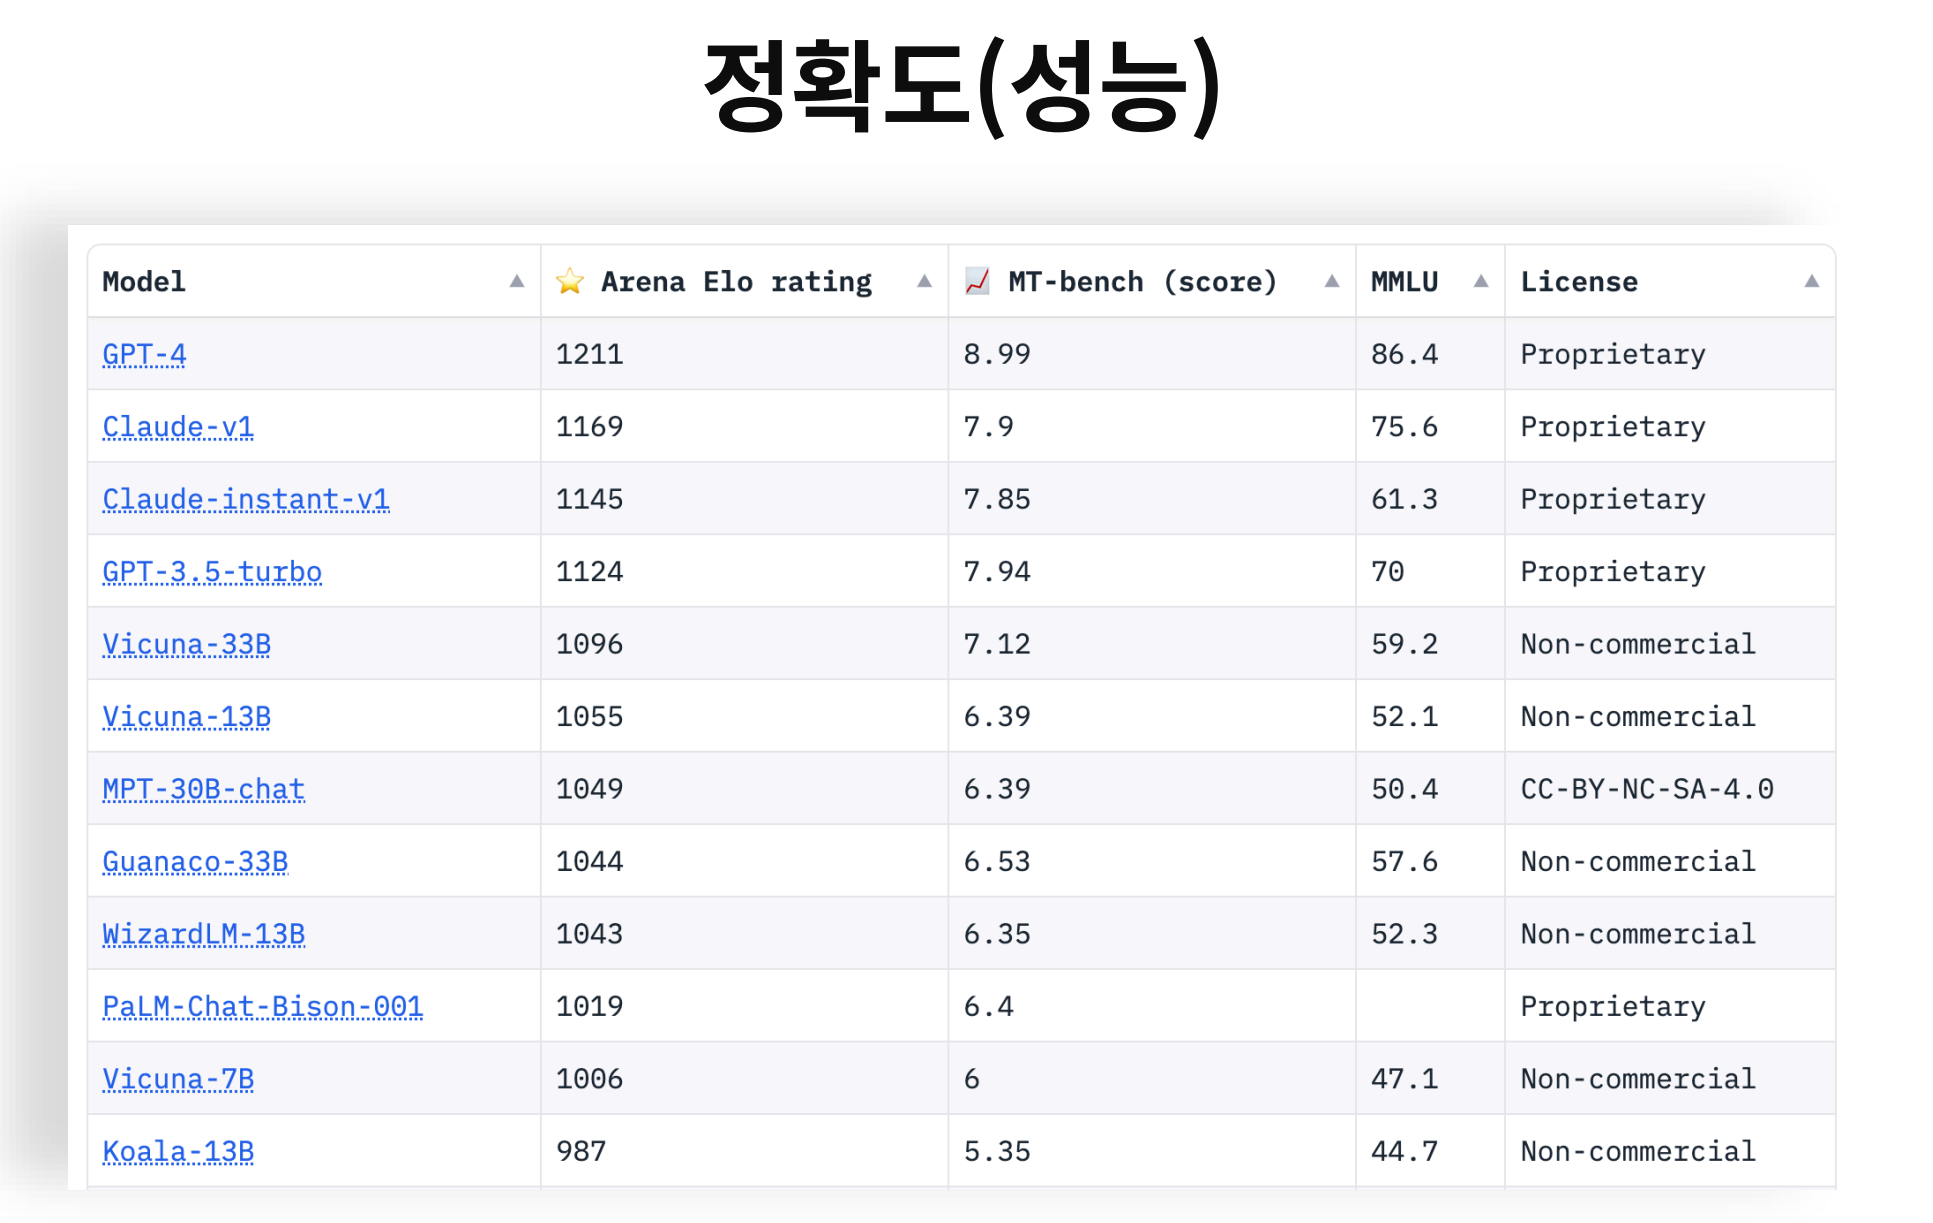 정확도(성능)
Model ▲ ⭐ Arena Elo rating ▲ 📈 MT-bench (score) ▲ MMLU ▲ License ▲
GPT-4 1211 8.99 86.4 Proprietary
Claude-v1 1169 7.9 75.6 Proprietary
Claude-instant-v1 1145 7.85 61.3 Proprietary
GPT-3.5-turbo 1124 7.94 70 Proprietary
Vicuna-33B 1096 7.12 59.2 Non-commercial
Vicuna-13B 1055 6.39 52.1 Non-commercial
MPT-30B-chat 1049 6.39 50.4 CC-BY-NC-SA-4.0
Guanaco-33B 1044 6.53 57.6 Non-commercial
WizardLM-13B 1043 6.35 52.3 Non-commercial
PaLM-Chat-Bison-001 1019 6.4 Proprietary
Vicuna-7B 1006 6 47.1 Non-commercial
Koala-13B 987 5.35 44.7 Non-commercial